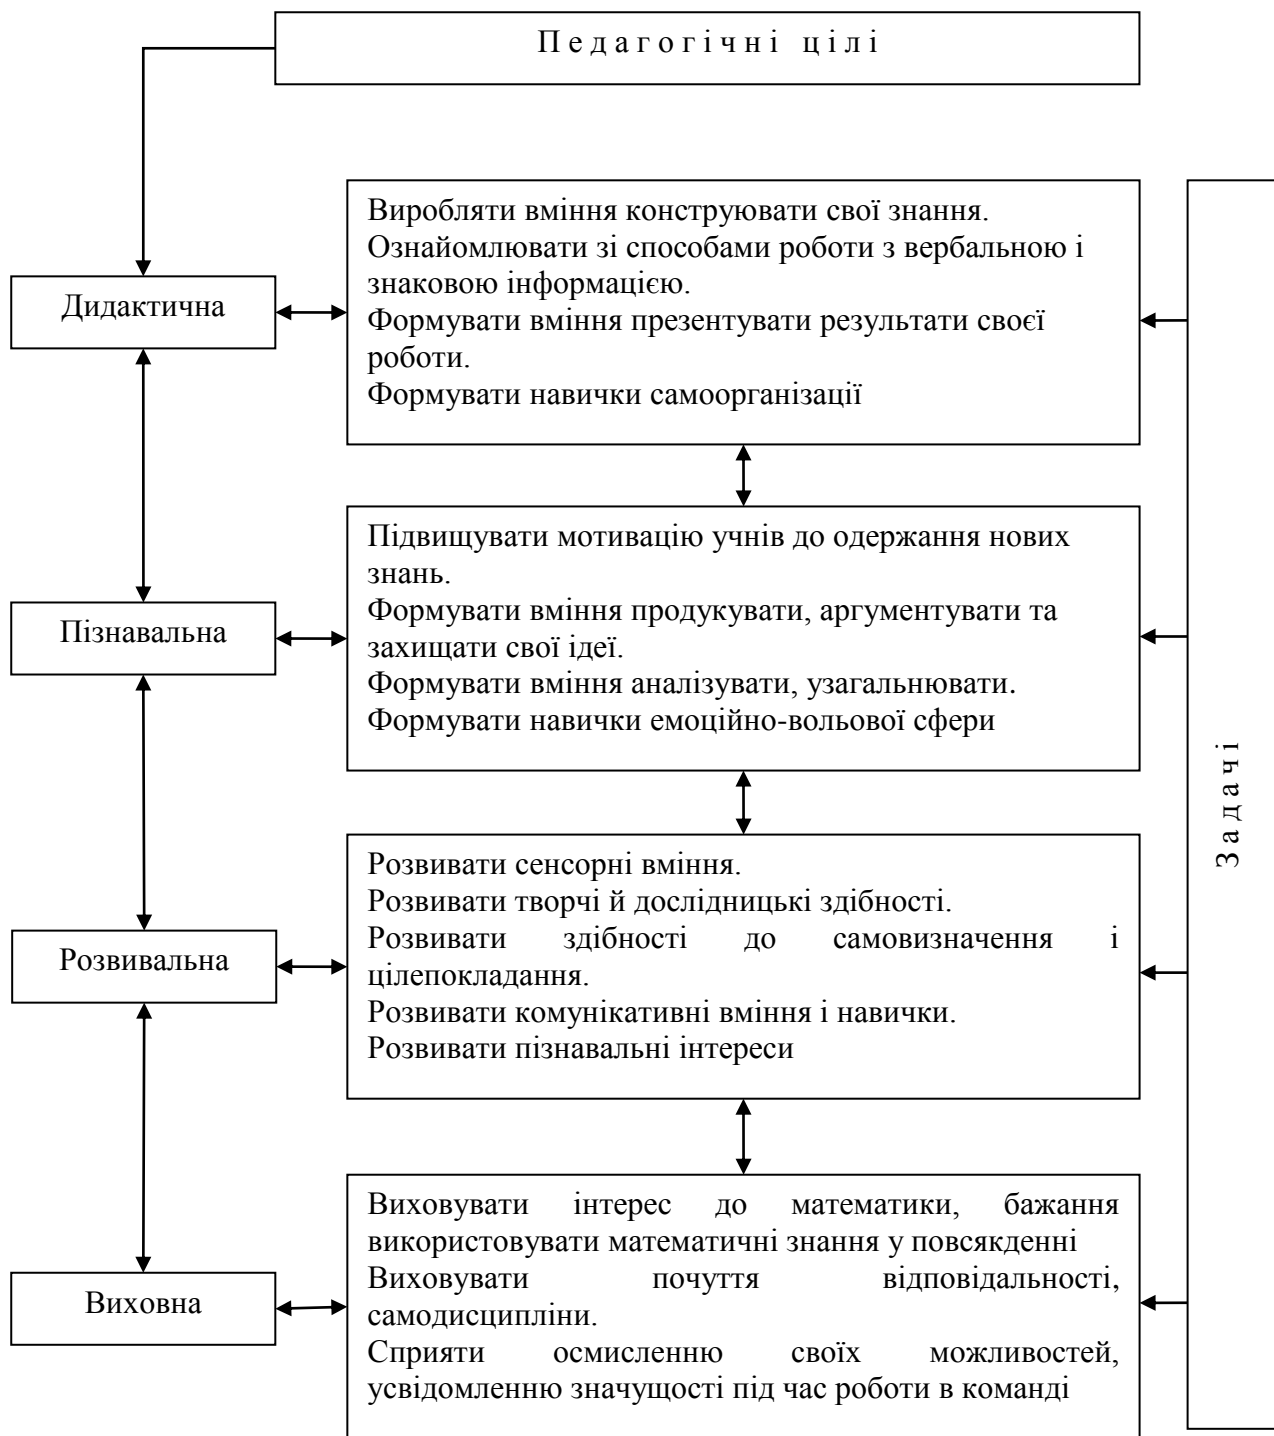 Педагогічні цілі
Дидактична
Виробляти вміння конструювати свої знання.
Ознайомлювати зі способами роботи з вербальною і
знаковою інформацією.
Формувати вміння презентувати результати своєї
роботи.
Формувати навички самоорганізації
Пізнавальна
Підвищувати мотивацію учнів до одержання нових
знань.
Формувати вміння продукувати, аргументувати та
захищати свої ідеї.
Формувати вміння аналізувати, узагальнювати.
Формувати навички емоційно-вольової сфери
Розвивальна
Розвивати сенсорні вміння.
Розвивати творчі й дослідницькі здібності.
Розвивати здібності до самовизначення і
цілепокладання.
Розвивати комунікативні вміння і навички.
Розвивати пізнавальні інтереси
Виховна
Виховувати інтерес до математики, бажання
використовувати математичні знання у повсякденні
Виховувати почуття відповідальності,
самодисципліни.
Сприяти осмисленню своїх можливостей,
усвідомленню значущості під час роботи в команді
Задачі